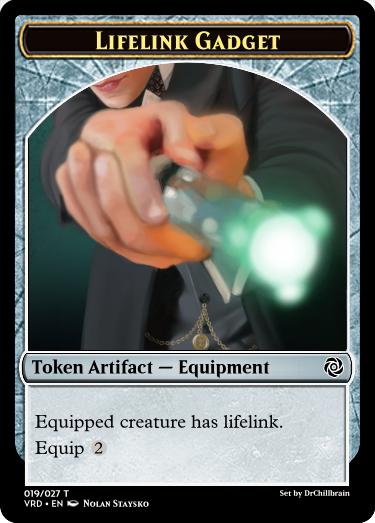 LIFELINK GADGET
Token Artifact — Equipment
Equipped creature has lifelink.
Equip 2
019/027 T
VRD • EN NOLAN STAYSKO
Set by DrChillbrain